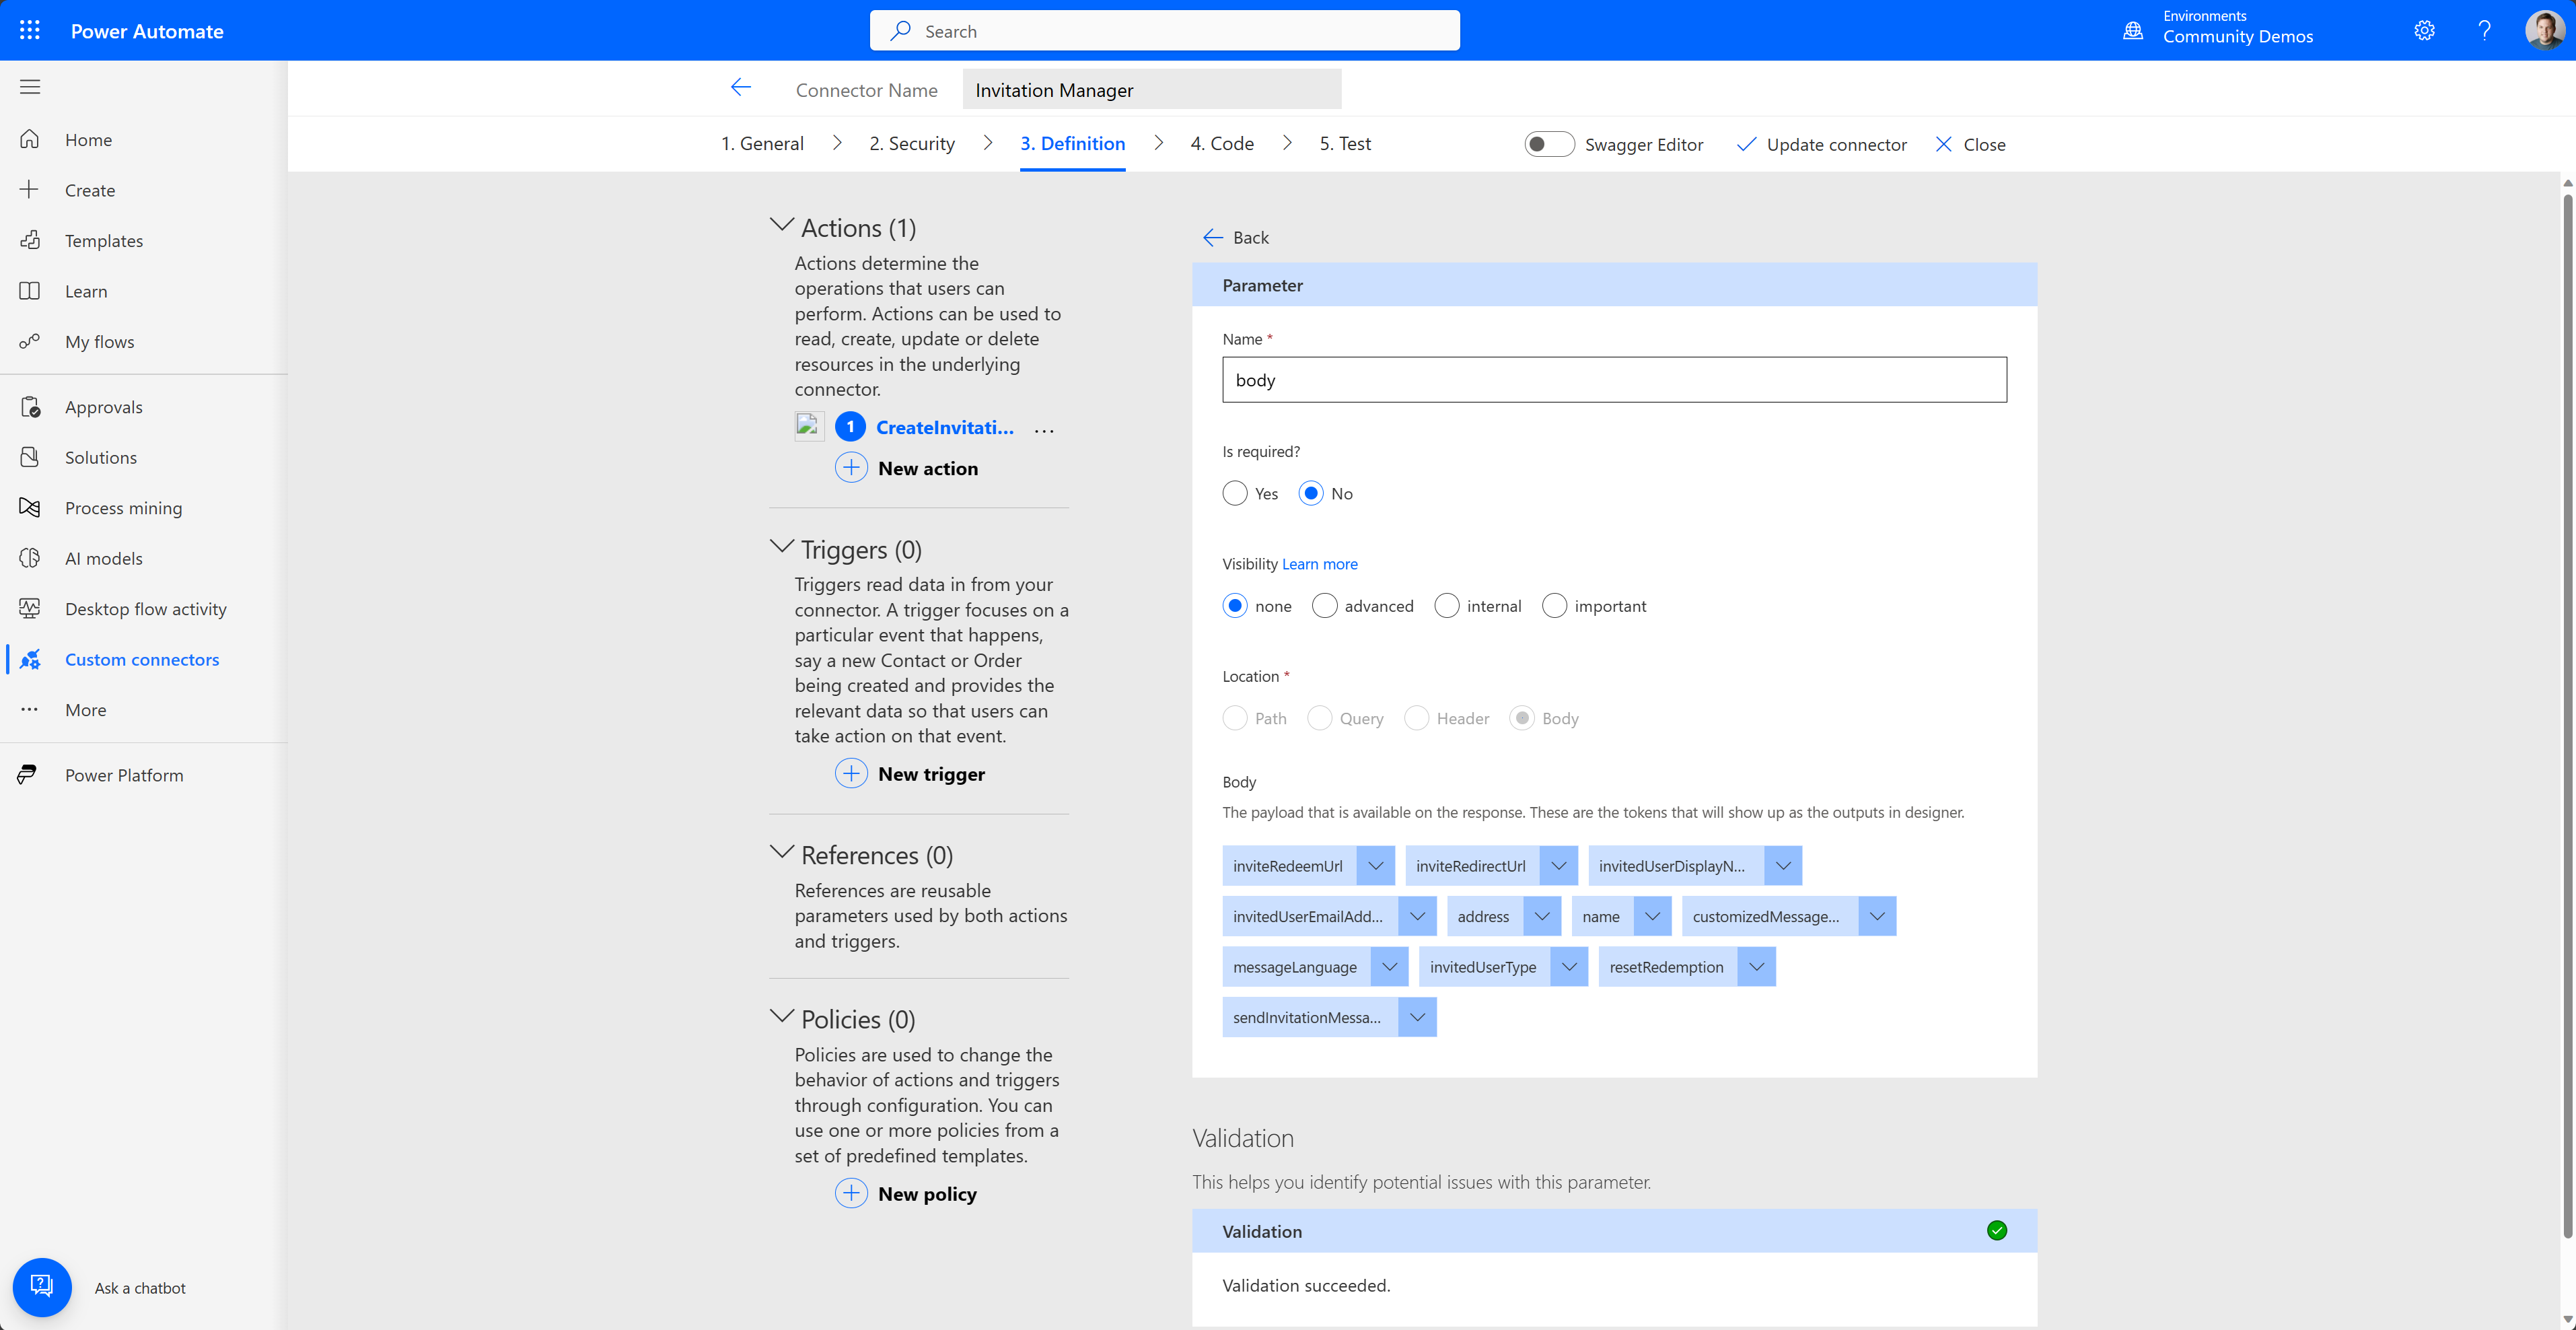 Power Automate
Search
Environments
Community Demos
Connector Name
Invitation Manager
1. General
2. Security
3. Definition
4. Code
5. Test
Swagger Editor
Update connector
Close
Home
Create
Templates
Learn
My flows
Approvals
Solutions
Process mining
AI models
Desktop flow activity
Custom connectors
More
Power Platform
Ask a chatbot
Actions (1)
Actions determine the
operations that users can
perform. Actions can be used to
read, create, update or delete
resources in the underlying
connector.
1 CreateInvitati... ...
New action
Triggers (0)
Triggers read data in from your
connector. A trigger focuses on a
particular event that happens,
say a new Contact or Order
being created and provides the
relevant data so that users can
take action on that event.
New trigger
References (0)
References are reusable
parameters used by both actions
and triggers.
Policies (0)
Policies are used to change the
behavior of actions and triggers
through configuration. You can
use one or more policies from a
set of predefined templates.
New policy
Back
Parameter
Name *
body
Is required?
Yes No
Visibility Learn more
none advanced internal important
Location *
Path Query Header Body
Body
The payload that is available on the response. These are the tokens that will show up as the outputs in designer.
inviteRedeemUrl inviteRedirectUrl invitedUserDisplayN...
invitedUserEmailAdd... address name customizedMessage...
messageLanguage invitedUserType resetRedemption
sendInvitationMessa...
Validation
This helps you identify potential issues with this parameter.
Validation
Validation succeeded.